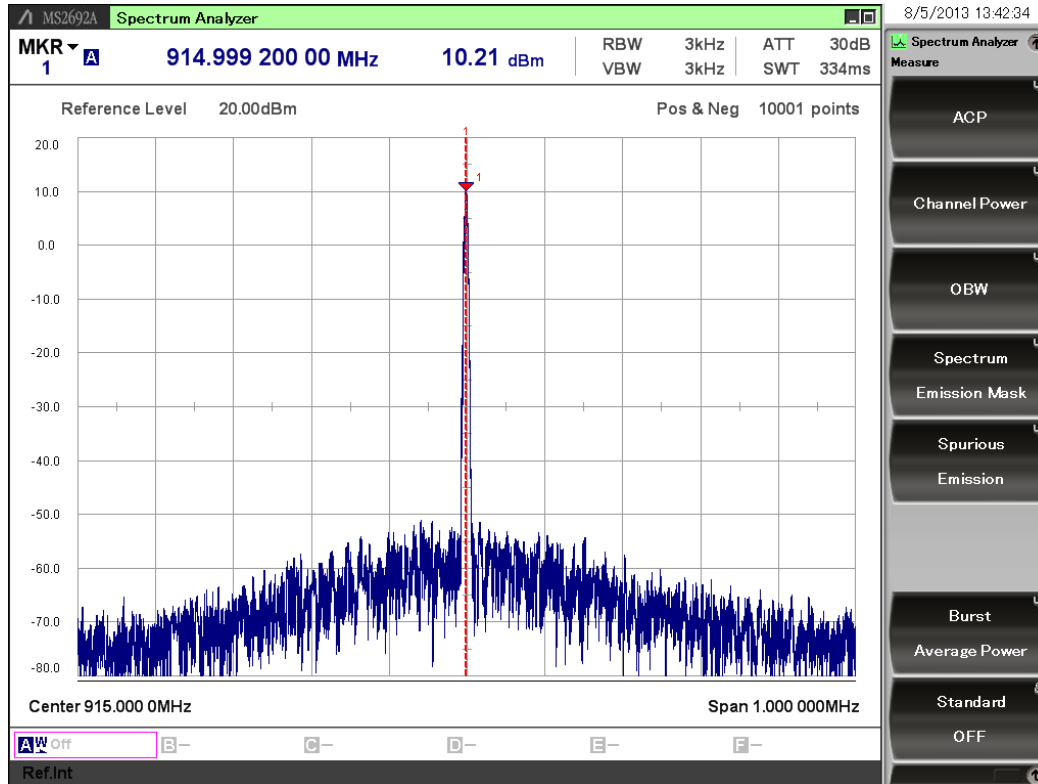 MS2692A Spectrum Analyzer
8/5/2013 13:42:34
MKR 1 A 914.999 200 00 MHz 10.21 dBm
RBW 3kHz ATT 30dB
VBW 3kHz SWT 334ms
Spectrum Analyzer
Measure
Reference Level 20.00dBm Pos & Neg 10001 points
1
1
20.0
10.0
0.0
-10.0
-20.0
-30.0
-40.0
-50.0
-60.0
-70.0
-80.0
Center 915.000 0MHz Span 1.000 000MHz
A W Off B- C- D- E- F-
Ref.Int
ACP
Channel Power
OBW
Spectrum
Emission Mask
Spurious
Emission
Burst
Average Power
Standard
OFF